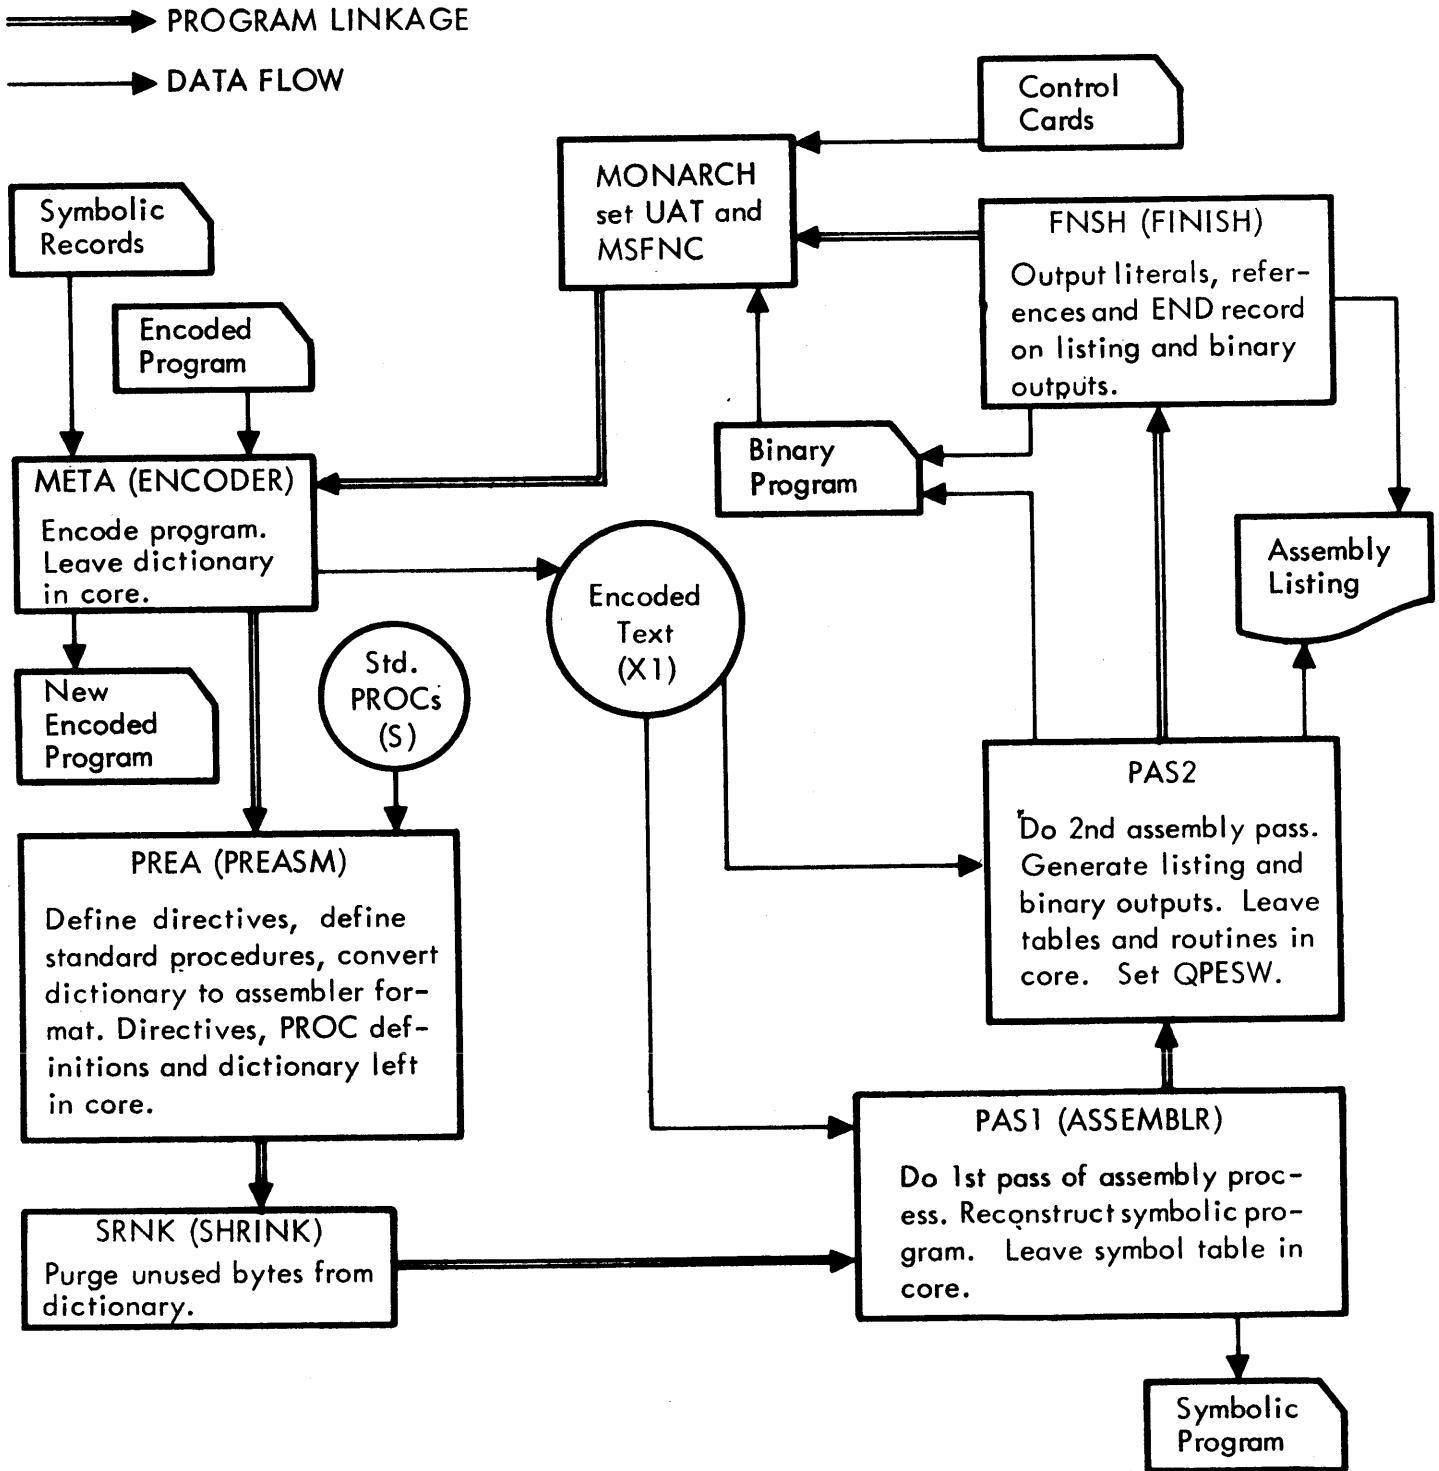 PROGRAM LINKAGE
DATA FLOW
Control
Cards
MONARCH
set UAT and
MSFNC
Symbolic
Records
FNSH (FINISH)
Output literals, refer-
ences and END record
on listing and binary
outputs.
Encoded
Program
Binary
Program
META (ENCODER)
Encode program.
Leave dictionary
in core.
Assembly
Listing
Encoded
Text
(X1)
Std.
PROCs
(S)
New
Encoded
Program
PAS2
Do 2nd assembly pass.
Generate listing and
binary outputs. Leave
tables and routines in
core. Set QPESW.
PREA (PREASM)
Define directives, define
standard procedures, convert
dictionary to assembler for-
mat. Directives, PROC def-
initions and dictionary left
in core.
PAS1 (ASSEMBLR)
Do 1st pass of assembly proc-
ess. Reconstruct symbolic pro-
gram. Leave symbol table in
core.
SRNK (SHRINK)
Purge unused bytes from
dictionary.
Symbolic
Program